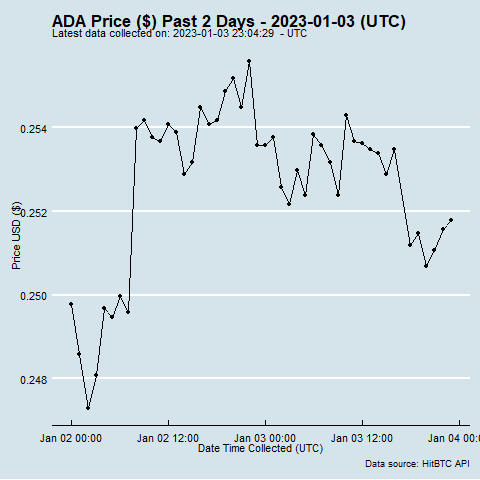 ADA Price ($) Past 2 Days - 2023-01-03 (UTC)
Latest data collected on: 2023-01-03 23:04:29  - UTC
0.254
0.252
0.250
0.248
Price USD ($)
Jan 02 00:00
Jan 02 12:00
Jan 03 00:00
Jan 03 12:00
Jan 04 00:0
Date Time Collected (UTC)
Data source: HitBTC API